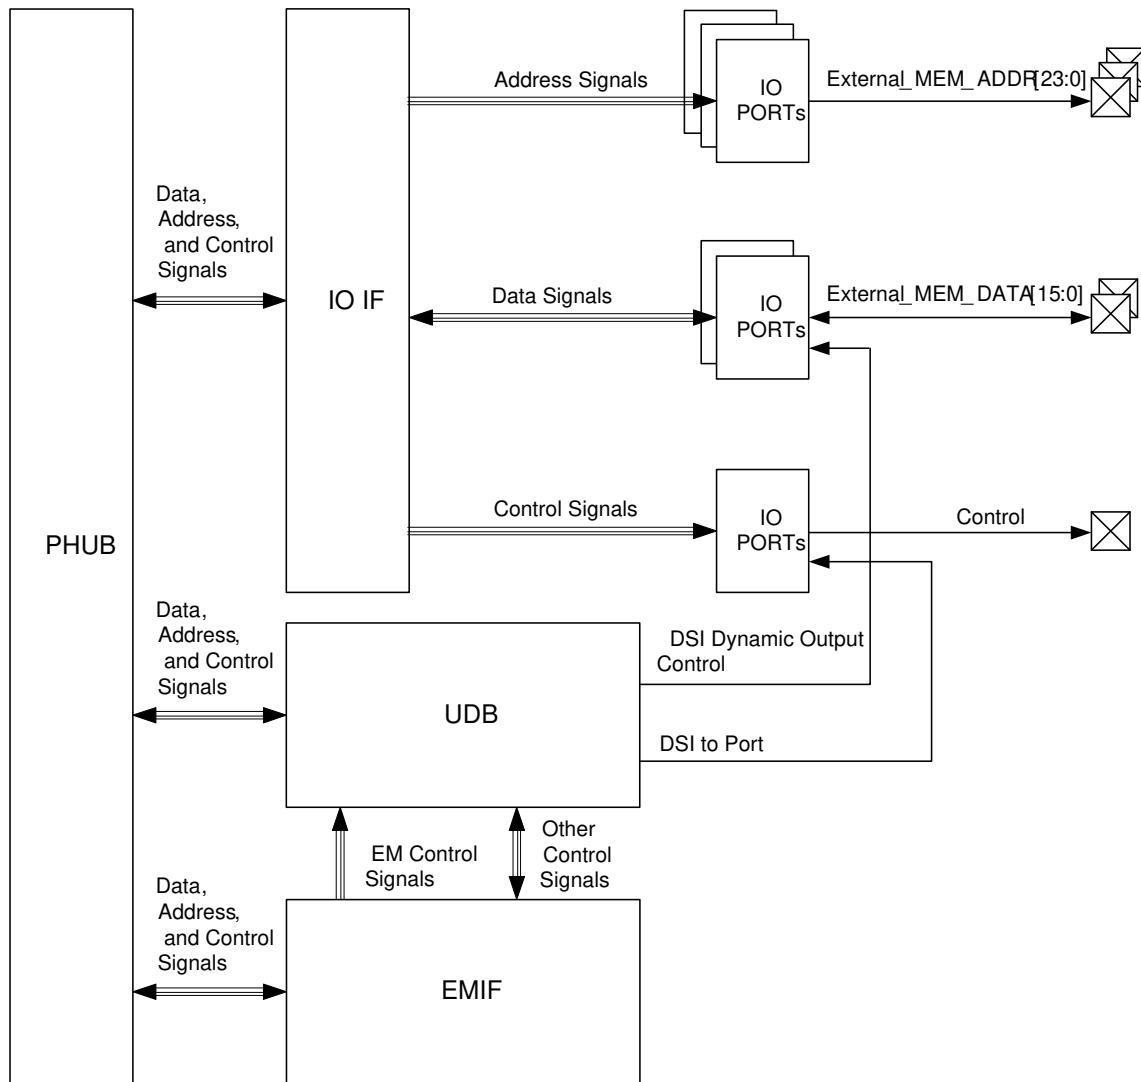 Address Signals
IO
PORTs
External_MEM_ADDR[23:0]
Data,
Address,
and Control
Signals
IO IF
Data Signals
IO
PORTs
External_MEM_DATA[15:0]
PHUB
Control Signals
IO
PORTs
Control
Data,
Address,
and Control
Signals
UDB
DSI Dynamic Output
Control
DSI to Port
EM Control
Signals
Other
Control
Signals
Data,
Address,
and Control
Signals
EMIF